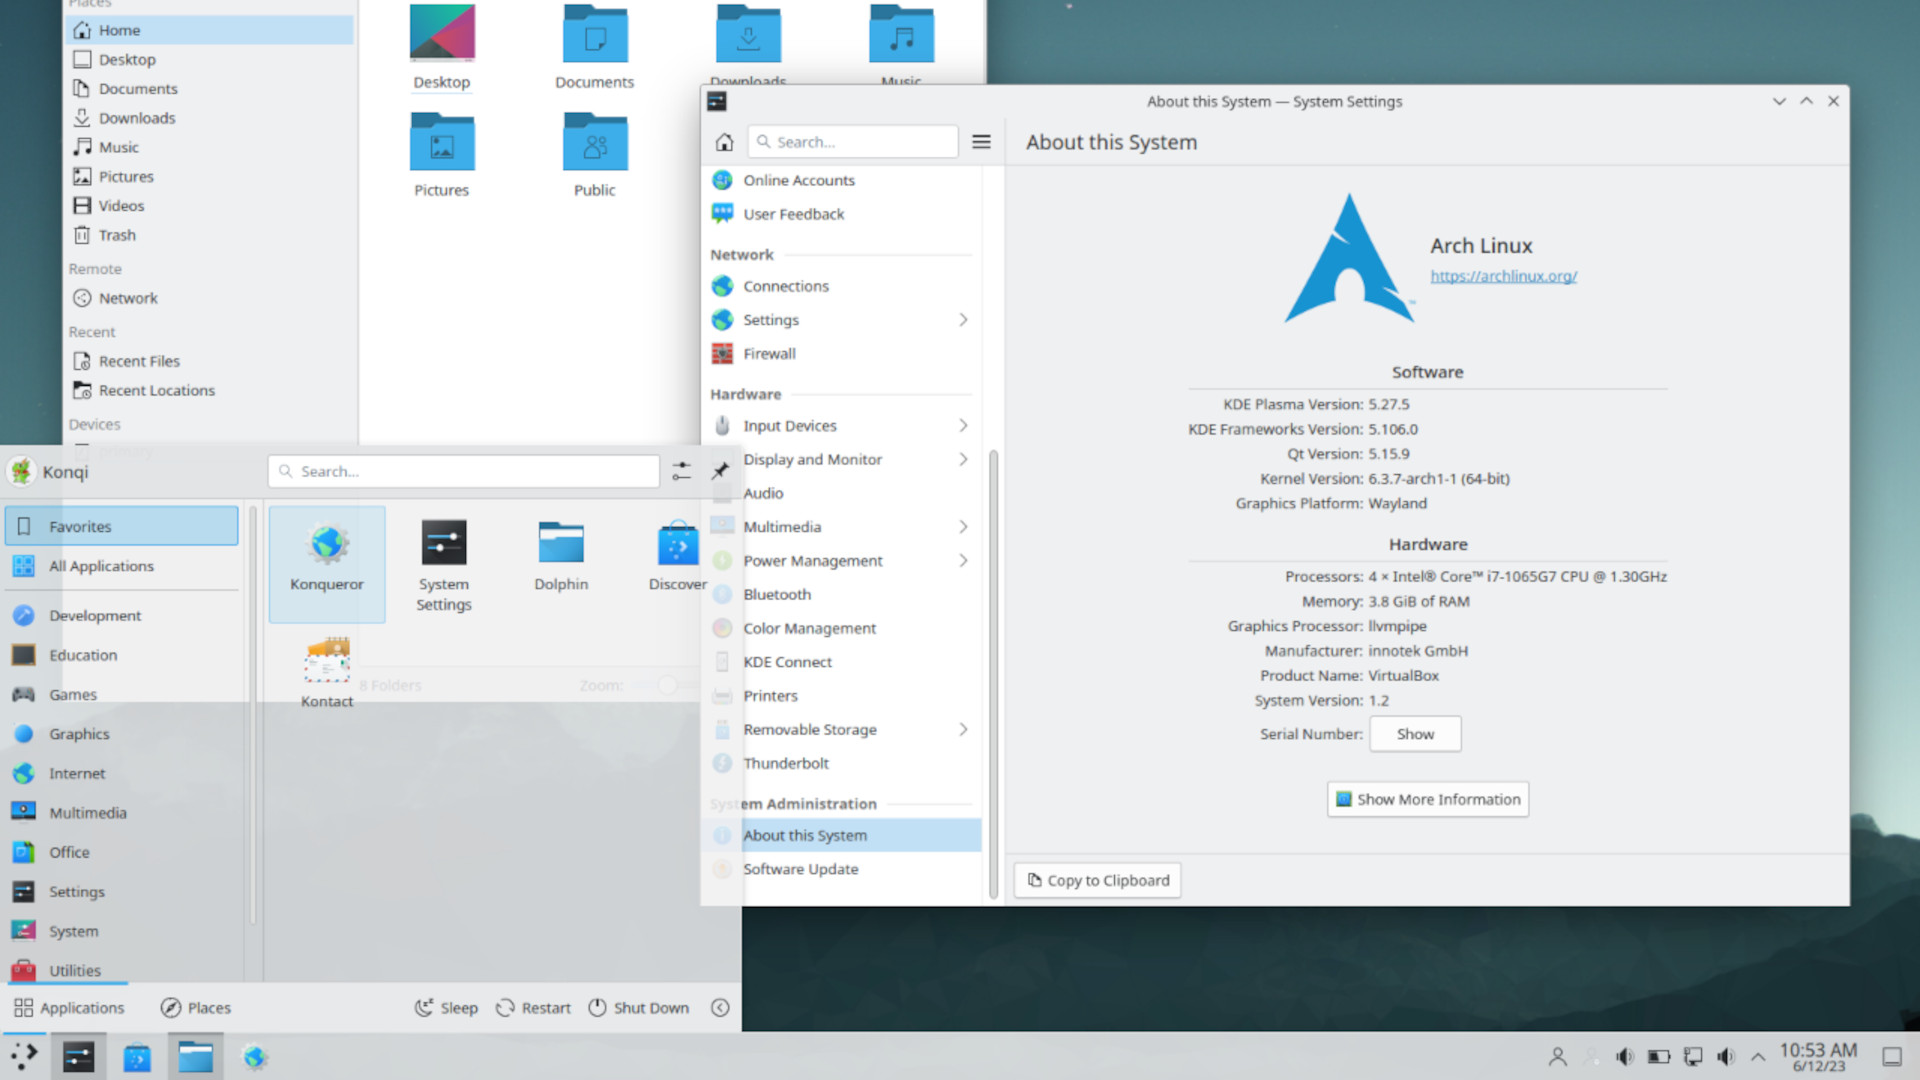 Places
Home
Desktop
Documents
Downloads
Music
Pictures
Videos
Trash
Remote
Network
Recent
Recent Files
Recent Locations
Devices
Desktop
Documents
Downloads
Music
Pictures
Public
8 Folders
Zoom:
About this System — System Settings
Search...
About this System
Online Accounts
User Feedback
Network
Connections
Settings
Firewall
Hardware
Input Devices
Display and Monitor
Audio
Multimedia
Power Management
Bluetooth
Color Management
KDE Connect
Printers
Removable Storage
Thunderbolt
System Administration
About this System
Software Update
Arch Linux
https://archlinux.org/
Software
KDE Plasma Version: 5.27.5
KDE Frameworks Version: 5.106.0
Qt Version: 5.15.9
Kernel Version: 6.3.7-arch1-1 (64-bit)
Graphics Platform: Wayland
Hardware
Processors: 4 × Intel® Core™ i7-1065G7 CPU @ 1.30GHz
Memory: 3.8 GiB of RAM
Graphics Processor: llvmpipe
Manufacturer: innotek GmbH
Product Name: VirtualBox
System Version: 1.2
Serial Number: Show
Show More Information
Copy to Clipboard
Konqi
Search...
Favorites
All Applications
Development
Education
Games
Graphics
Internet
Multimedia
Office
Settings
System
Utilities
Konqueror
System
Settings
Dolphin
Discover
Kontact
Applications
Places
Sleep
Restart
Shut Down
10:53 AM
6/12/23